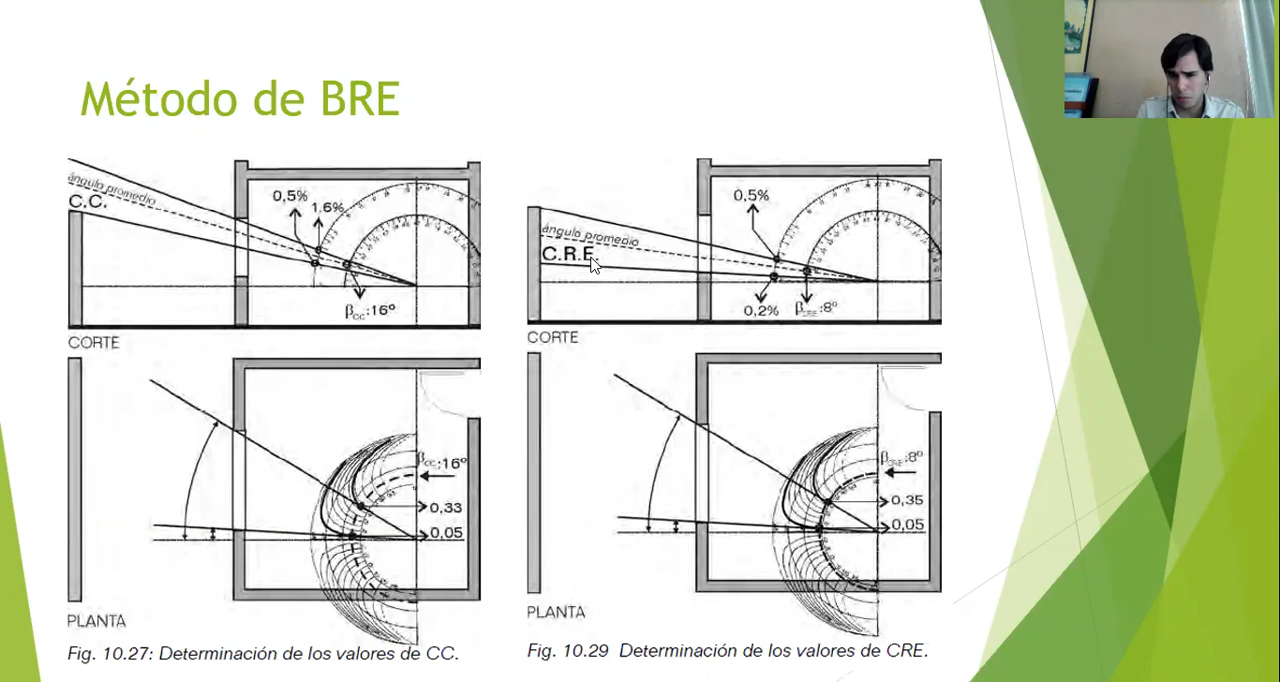 Método de BRE
ángulo promedio
C.C.
0,5%
1,6%
βCC:16º
CORTE
βCC:16º
0,33
0,05
PLANTA
Fig. 10.27: Determinación de los valores de CC.
ángulo promedio
C.R.E.
0,5%
0,2%
βCRE:8º
CORTE
βCRE:8º
0,35
0,05
PLANTA
Fig. 10.29 Determinación de los valores de CRE.